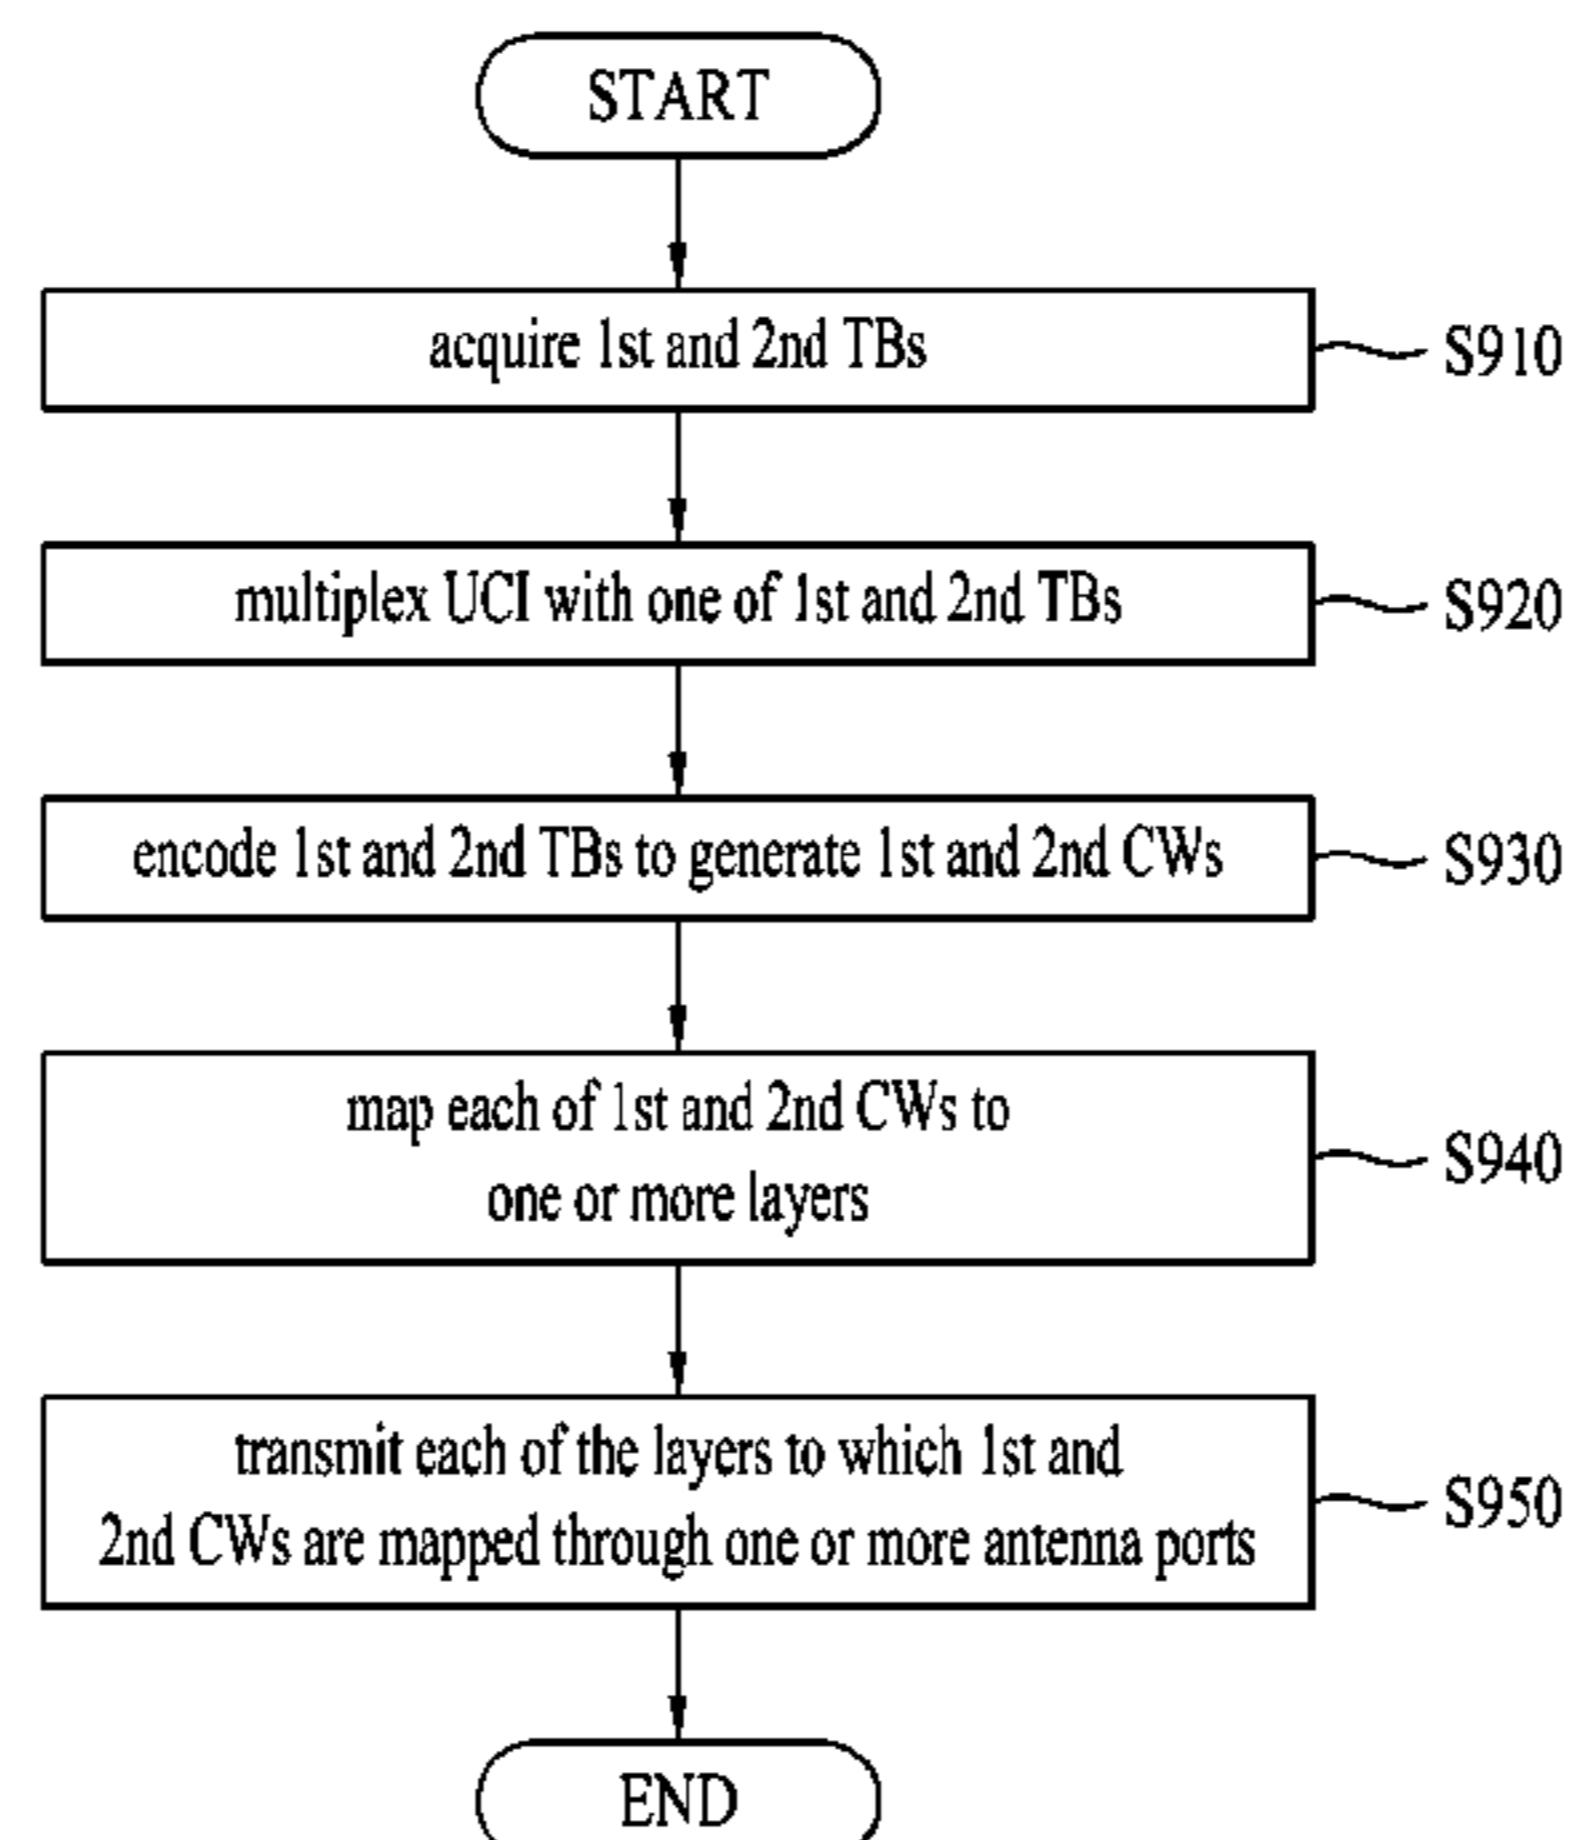 START
acquire 1st and 2nd TBs
S910
multiplex UCI with one of 1st and 2nd TBs
S920
encode 1st and 2nd TBs to generate 1st and 2nd CWs
S930
map each of 1st and 2nd CWs to
one or more layers
S940
transmit each of the layers to which 1st and
2nd CWs are mapped through one or more antenna ports
S950
END